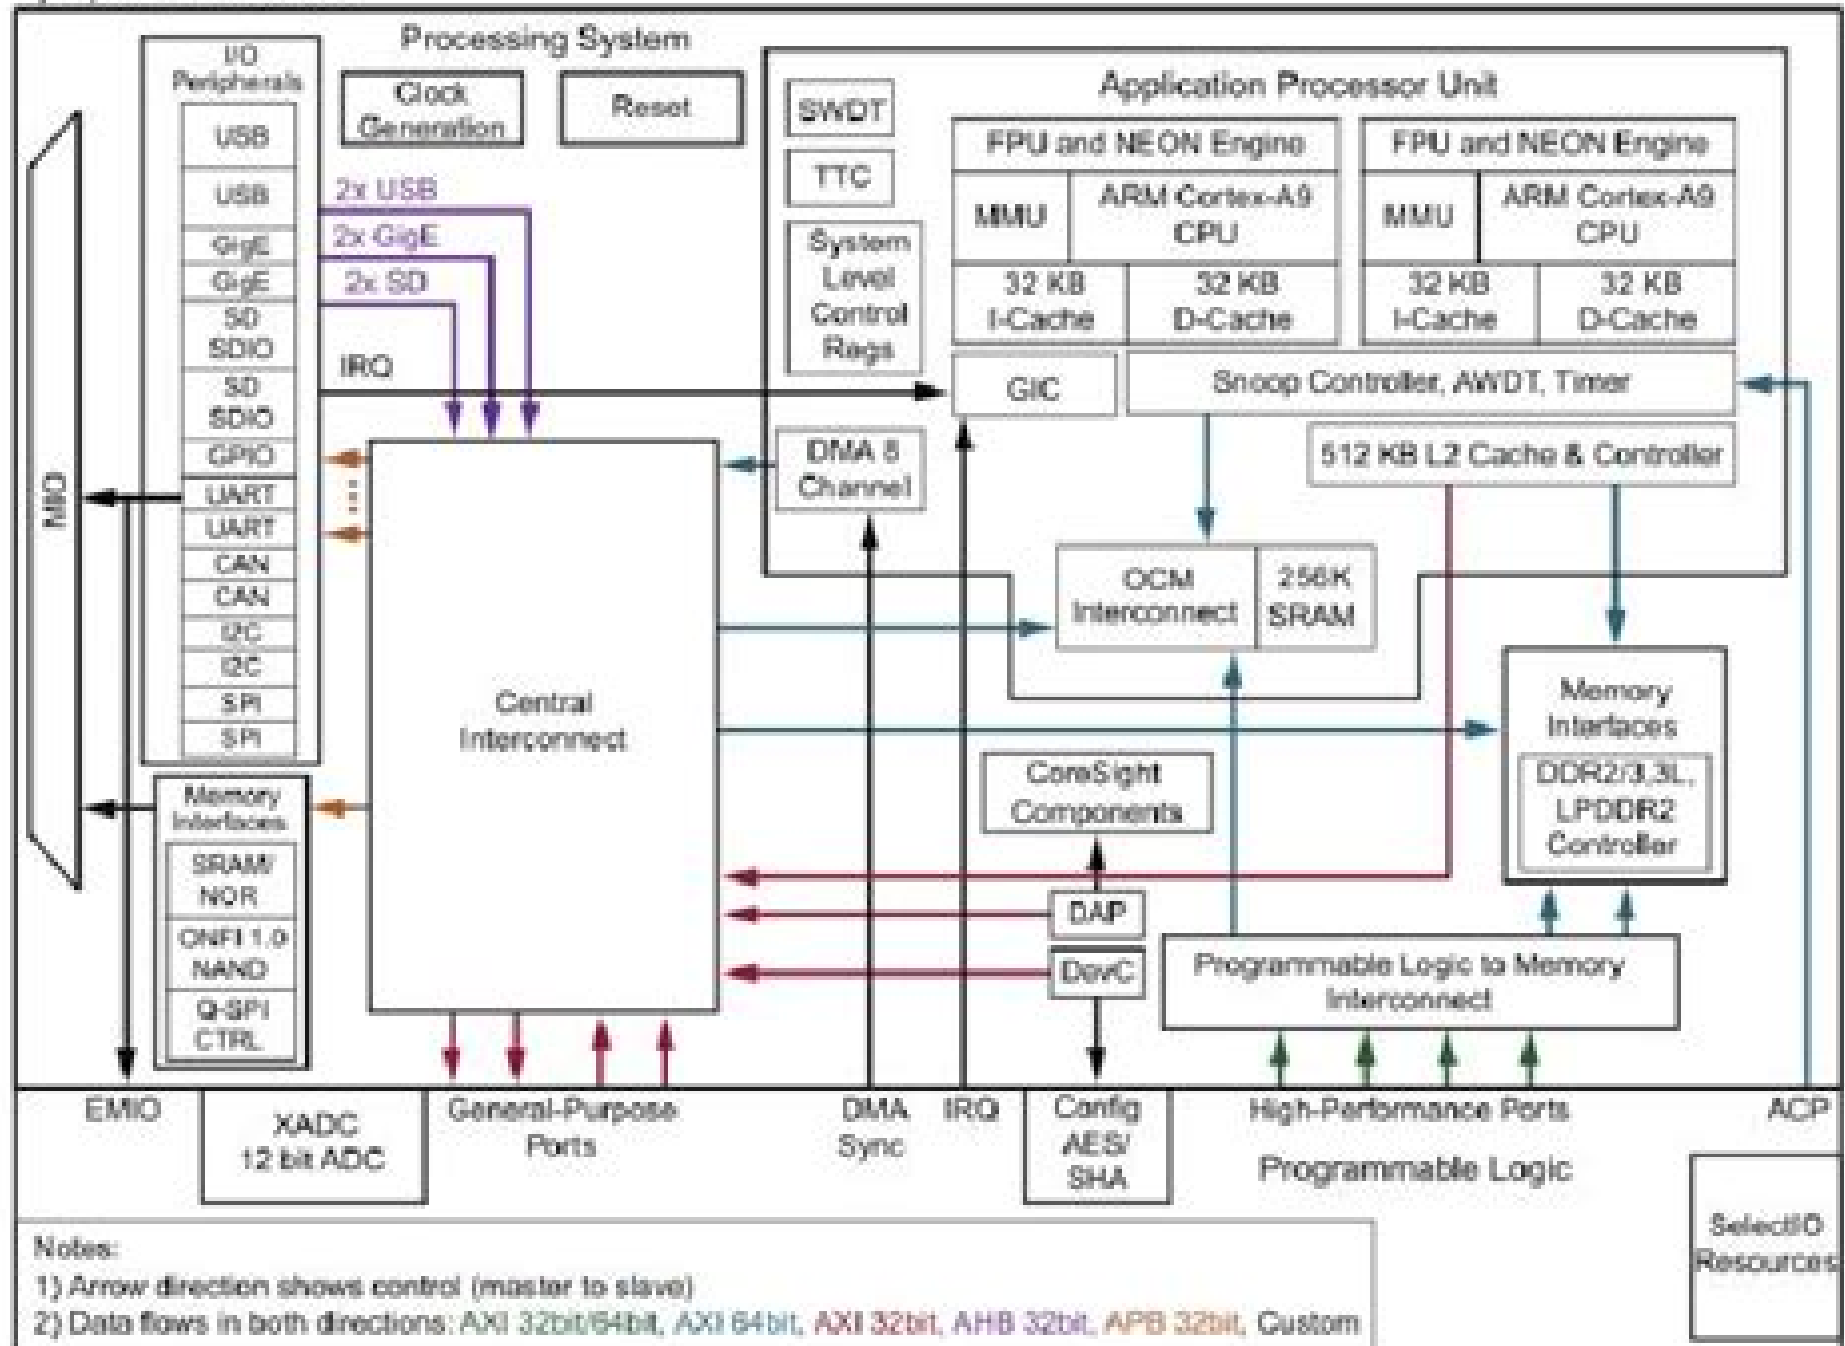 Processing System
I/O
Peripherals
USB
USB
GigE
GigE
SD
SDIO
SD
SDIO
GPIO
UART
UART
CAN
CAN
I2C
I2C
SPI
SPI
MIO
Clock
Generation
Reset
2x USB
2x GigE
2x SD
IRQ
Application Processor Unit
SWDT
TTC
System
Level
Control
Regs
FPU and NEON Engine
MMU
ARM Cortex-A9
CPU
32 KB
I-Cache
32 KB
D-Cache
FPU and NEON Engine
MMU
ARM Cortex-A9
CPU
32 KB
I-Cache
32 KB
D-Cache
GIC
Snoop Controller, AWDT, Timer
DMA 8
Channel
512 KB L2 Cache & Controller
OCM
Interconnect
256K
SRAM
Central
Interconnect
Memory
Interfaces
DDR2/3,3L,
LPDDR2
Controller
CoreSight
Components
DAP
DevC
Programmable Logic to Memory
Interconnect
Memory
Interfaces
SRAM/
NOR
ONFI 1.0
NAND
Q-SPI
CTRL
EMIO
XADC
12 bit ADC
General-Purpose
Ports
DMA
Sync
IRQ
Config
AES/
SHA
High-Performance Ports
ACP
Programmable Logic
SelectIO
Resources
Notes:
1) Arrow direction shows control (master to slave)
2) Data flows in both directions: AXI 32bit/64bit, AXI 64bit, AXI 32bit, AHB 32bit, APB 32bit, Custom